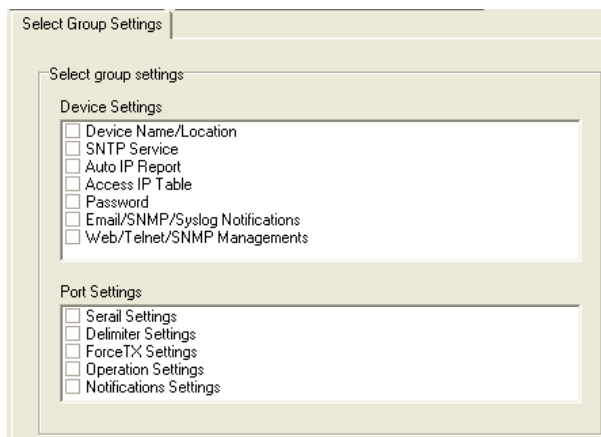 Select Group Settings
Select group settings
Device Settings
Device Name/Location
SNTP Service
Auto IP Report
Access IP Table
Password
Email/SNMP/Syslog Notifications
Web/Telnet/SNMP Managements
Port Settings
Serail Settings
Delimiter Settings
ForceTX Settings
Operation Settings
Notifications Settings